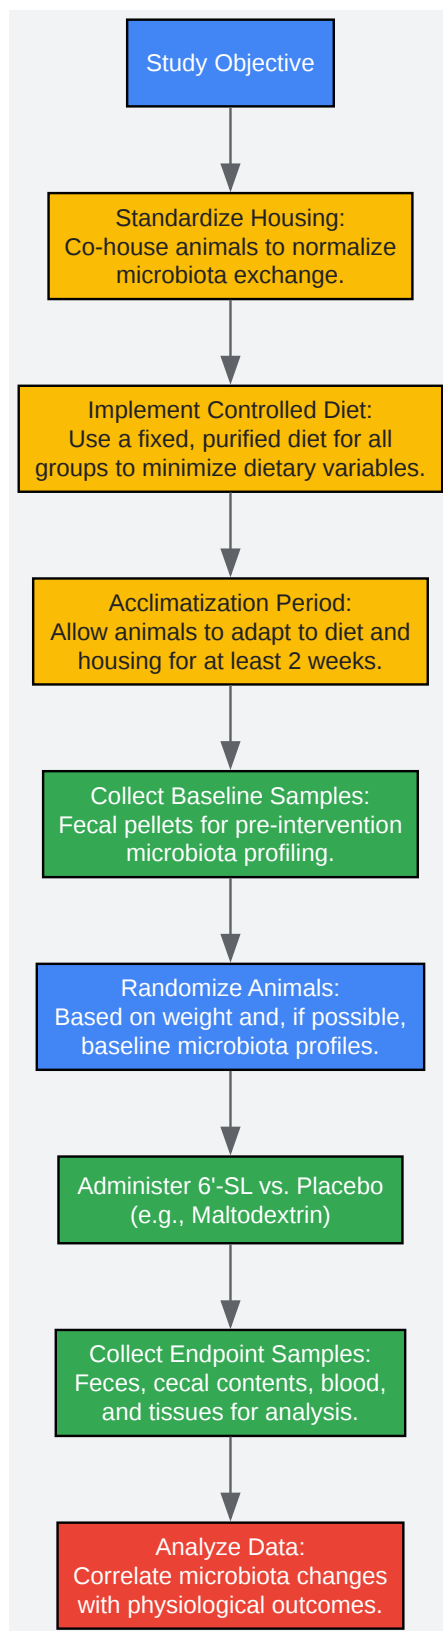 Study Objective
Standardize Housing:
Co-house animals to normalize
microbiota exchange.
Implement Controlled Diet:
Use a fixed, purified diet for all
groups to minimize dietary variables.
Acclimatization Period:
Allow animals to adapt to diet and
housing for at least 2 weeks.
Collect Baseline Samples:
Fecal pellets for pre-intervention
microbiota profiling.
Randomize Animals:
Based on weight and, if possible,
baseline microbiota profiles.
Administer 6'-SL vs. Placebo
(e.g., Maltodextrin)
Collect Endpoint Samples:
Feces, cecal contents, blood,
and tissues for analysis.
Analyze Data:
Correlate microbiota changes
with physiological outcomes.